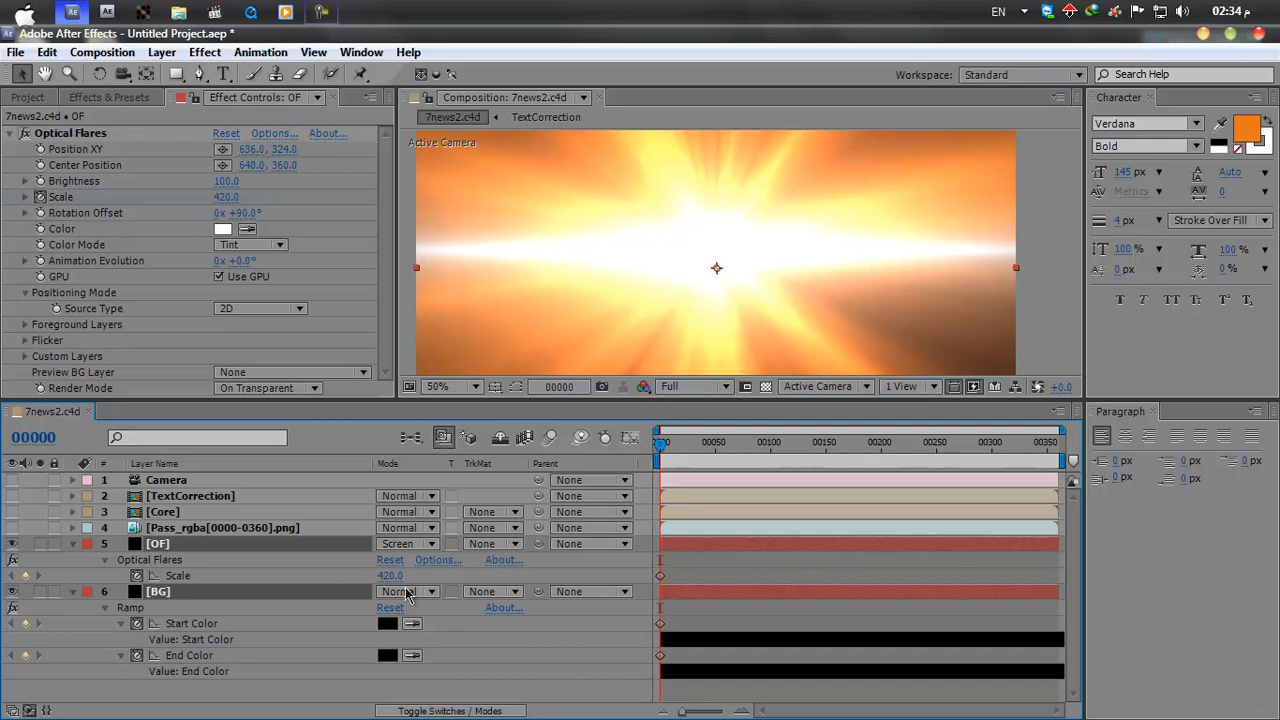 EN
02:34 م
Adobe After Effects - Untitled Project.aep *
File Edit Composition Layer Effect Animation View Window Help
Workspace: Standard Search Help
Project Effects & Presets Effect Controls: OF Composition: 7news2.c4d Character
7news2.c4d • OF
7news2.c4d TextCorrection
Optical Flares Reset Options... About...
Active Camera
Verdana
Bold
Position XY 636.0, 324.0
Center Position 640.0, 360.0
Brightness 100.0
Scale 420.0
Rotation Offset 0x +90.0°
Color
Color Mode Tint
Animation Evolution 0x +0.0°
GPU Use GPU
Positioning Mode
Source Type 2D
Foreground Layers
Flicker
Custom Layers
Preview BG Layer None
Render Mode On Transparent
145 px Auto
Metrics 0
4 px Stroke Over Fill
100 % 100 %
0 px 0 %
T T TT Tr T' T,
50% 00000 Full Active Camera 1 View +0.0
7news2.c4d
Paragraph
00000
00050 00100 00150 00200 00250 00300 00350
# Layer Name Mode T TrkMat Parent
0 px 0 px 0 px
0 px 0 px
1 Camera None
2 [TextCorrection] Normal None
3 [Core] Normal None None
4 [Pass_rgba[0000-0360].png] Normal None None
5 [OF] Screen None None
Optical Flares Reset Options... About...
Scale 420.0
6 [BG] Normal None None
Ramp Reset About...
Start Color
Value: Start Color
End Color
Value: End Color
Toggle Switches / Modes